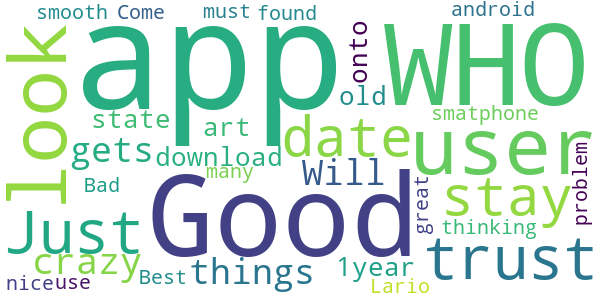 smooth Come must found android
look app onto WHO
old smatphone
state art date user
gets download problem
many Will
Bad Good stay great
Just thinking
crazy things 1year trust
nice use Best Lario